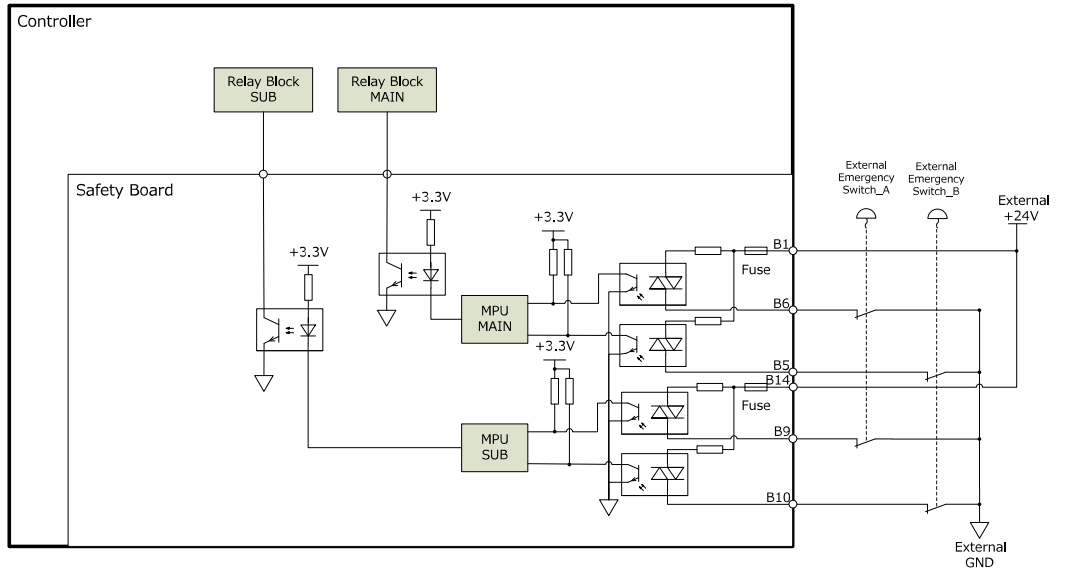 Controller
Relay Block
SUB
Relay Block
MAIN
Safety Board
+3.3V
+3.3V
+3.3V
External
Emergency
Switch_A
External
Emergency
Switch_B
External
+24V
B1
Fuse
MPU
MAIN
B6
+3.3V
B5
B14
Fuse
MPU
SUB
B9
B10
External
GND